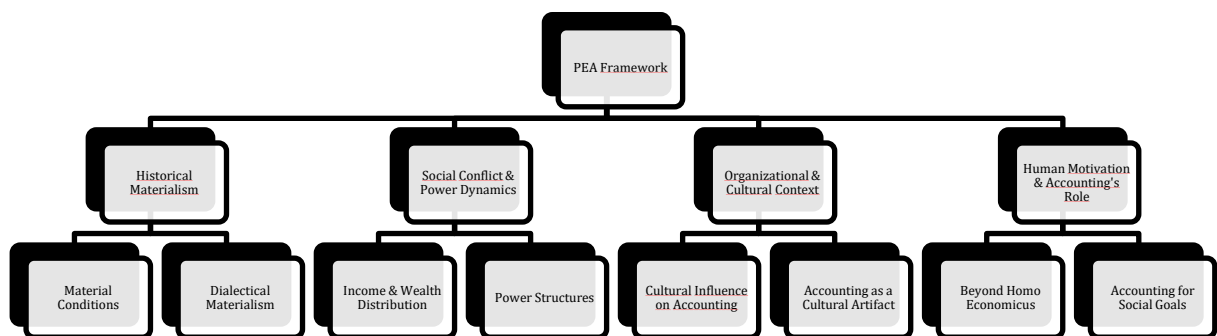 PEA Framework
Historical
Materialism
Social Conflict &
Power Dynamics
Organizational &
Cultural Context
Human Motivation
& Accounting's
Role
Material
Conditions
Dialectical
Materialism
Income & Wealth
Distribution
Power Structures
Cultural Influence
on Accounting
Accounting as a
Cultural Artifact
Beyond Homo
Economicus
Accounting for
Social Goals